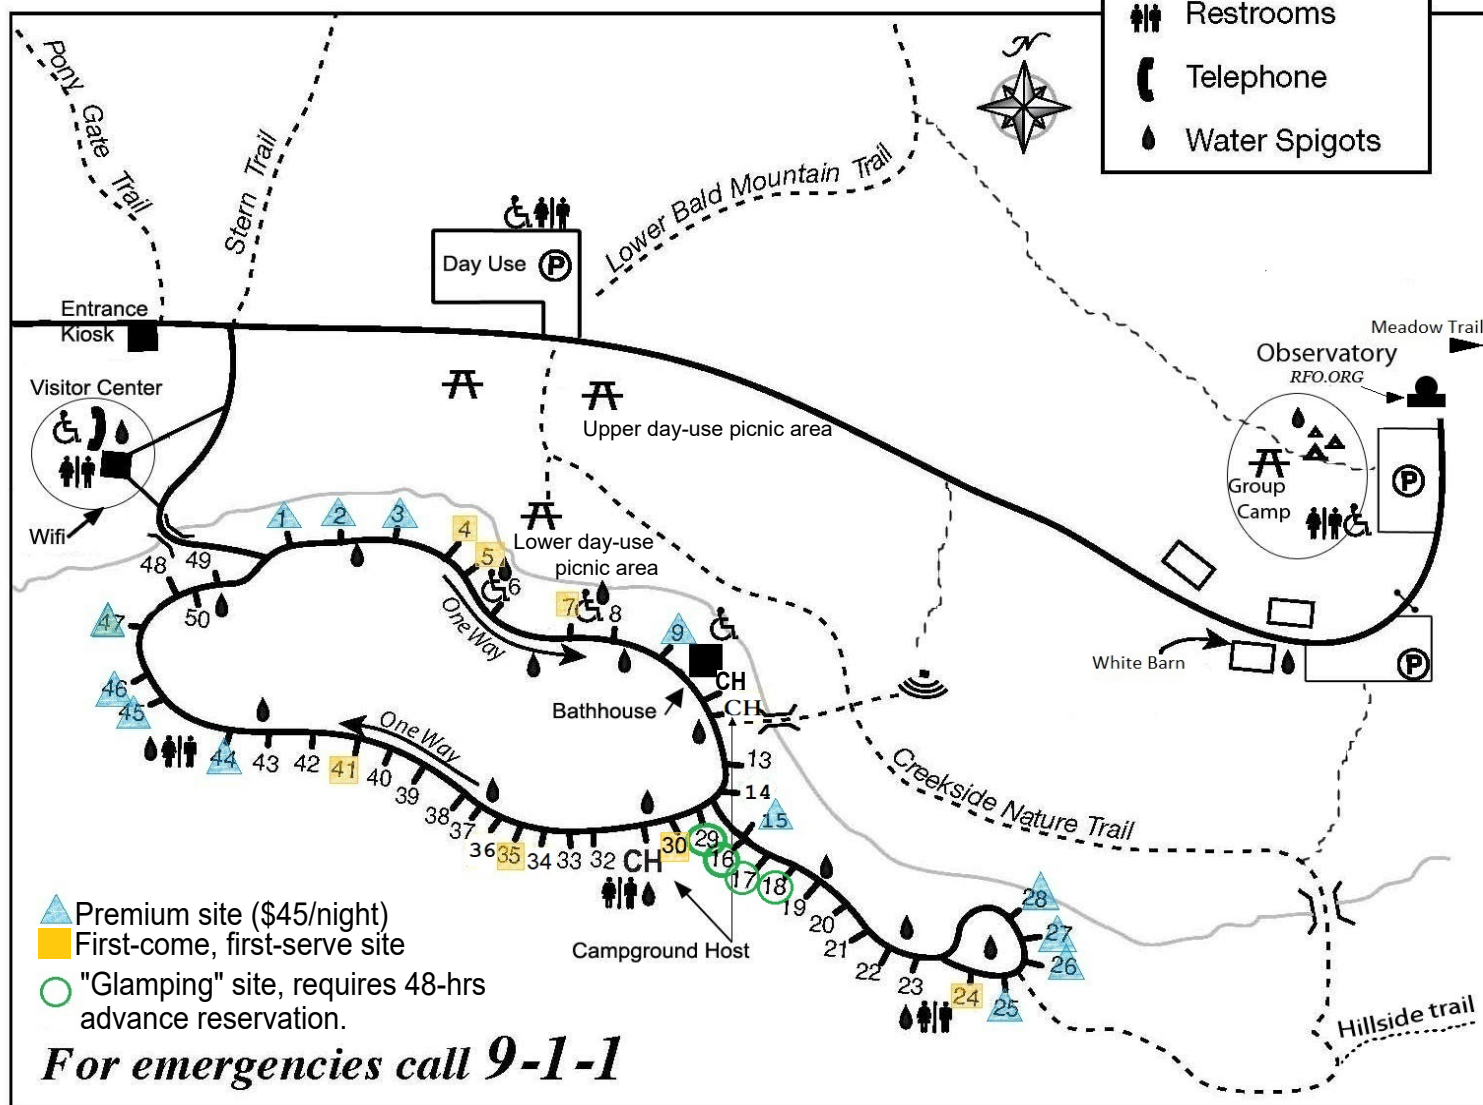 Restrooms
Telephone
Water Spigots
N
Pony Gate Trail
Stern Trail
Lower Bald Mountain Trail
Day Use P
Entrance
Kiosk
Visitor Center
Wifi
Meadow Trail
Observatory
RFO.ORG
Upper day-use picnic area
Group
Camp
P
Lower day-use
picnic area
1
2
3
4
5
6
7
8
9
One Way
48
49
50
47
46
45
44
43
42
41
40
39
38
37
36
35
34
33
32
CH
30
29
One Way
Bathhouse
CH
CH
13
14
15
16
17
18
19
20
21
22
23
24
25
26
27
28
White Barn
P
Creekside Nature Trail
Campground Host
Hillside trail
Premium site ($45/night)
First-come, first-serve site
"Glamping" site, requires 48-hrs
advance reservation.
For emergencies call 9-1-1